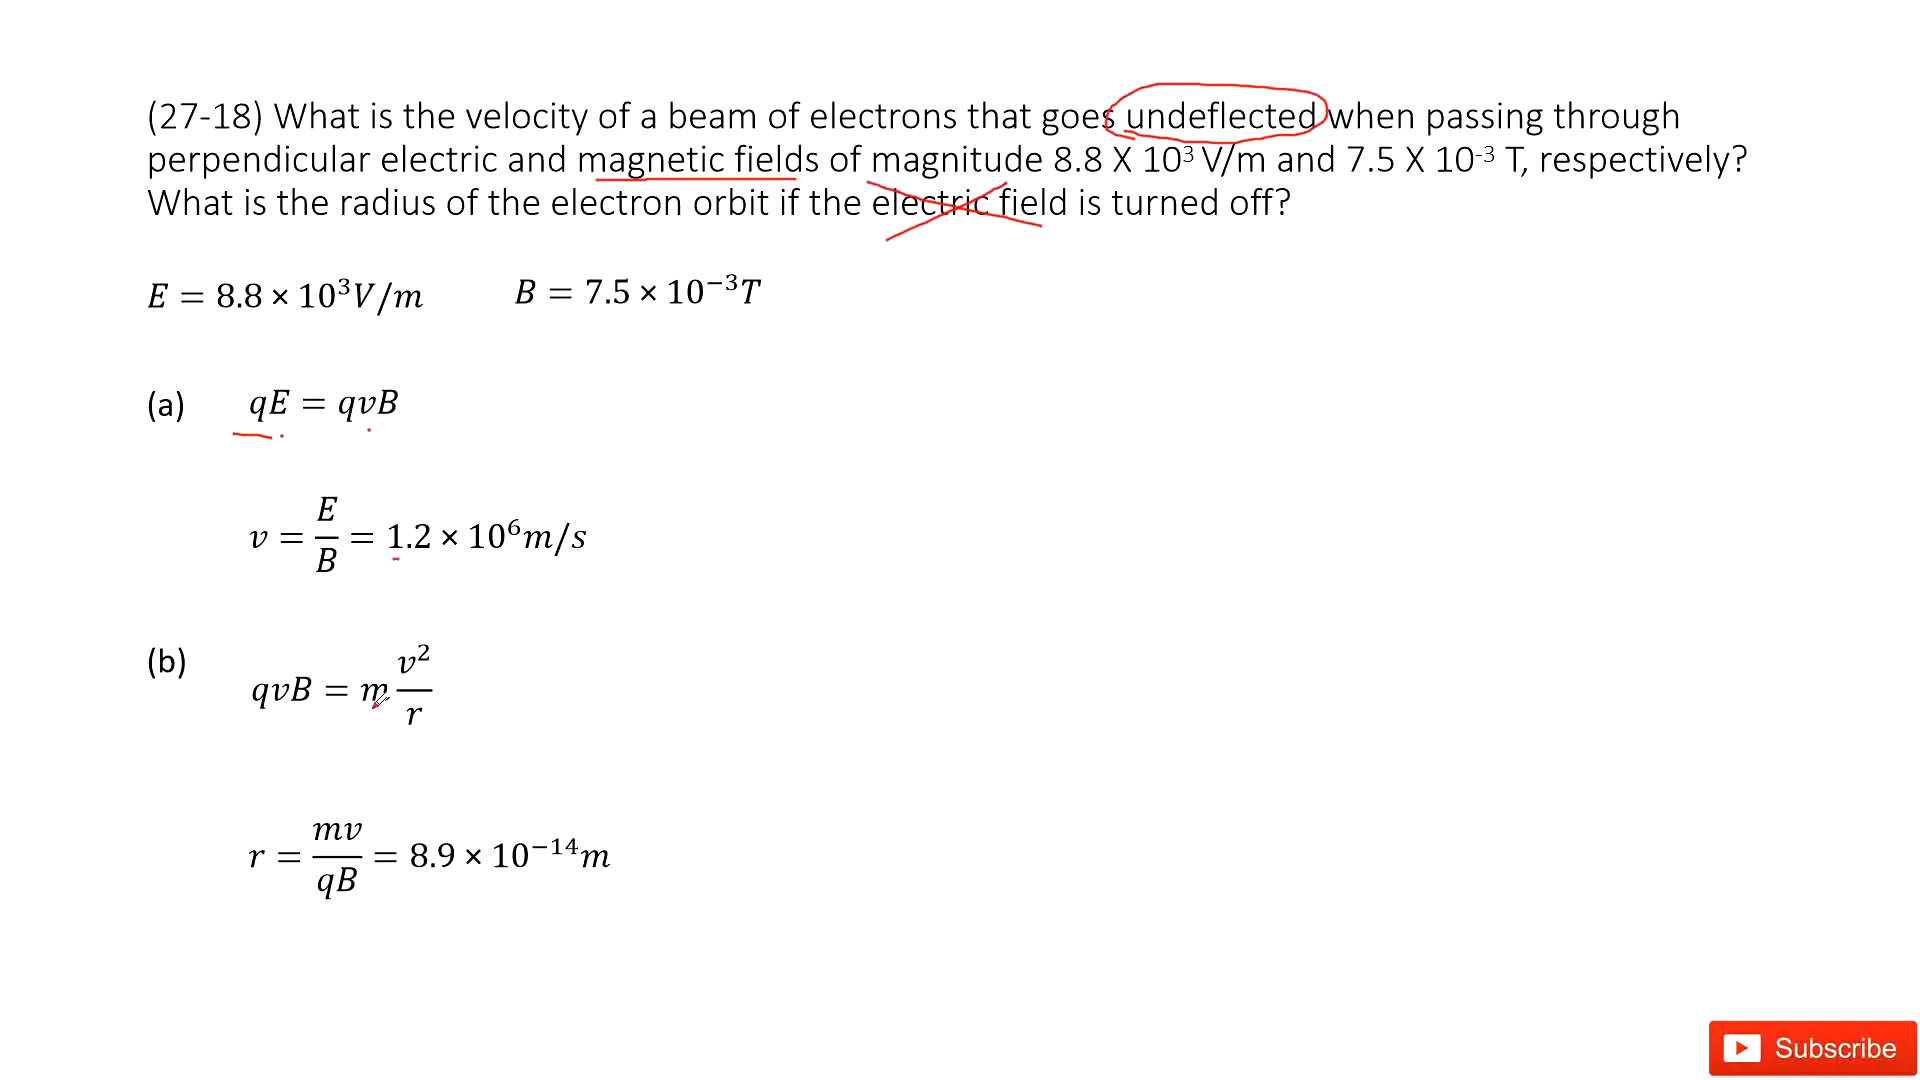 (27-18) What is the velocity of a beam of electrons that goes undeflected when passing through
perpendicular electric and magnetic fields of magnitude 8.8 X 10³ V/m and 7.5 X 10⁻³ T, respectively?
What is the radius of the electron orbit if the electric field is turned off?
E = 8.8 × 10³V/m B = 7.5 × 10⁻³T
(a) qE = qvB
v = E/B = 1.2 × 10⁶m/s
(b) qvB = m v²/r
r = mv/qB = 8.9 × 10⁻¹⁴m
Subscribe